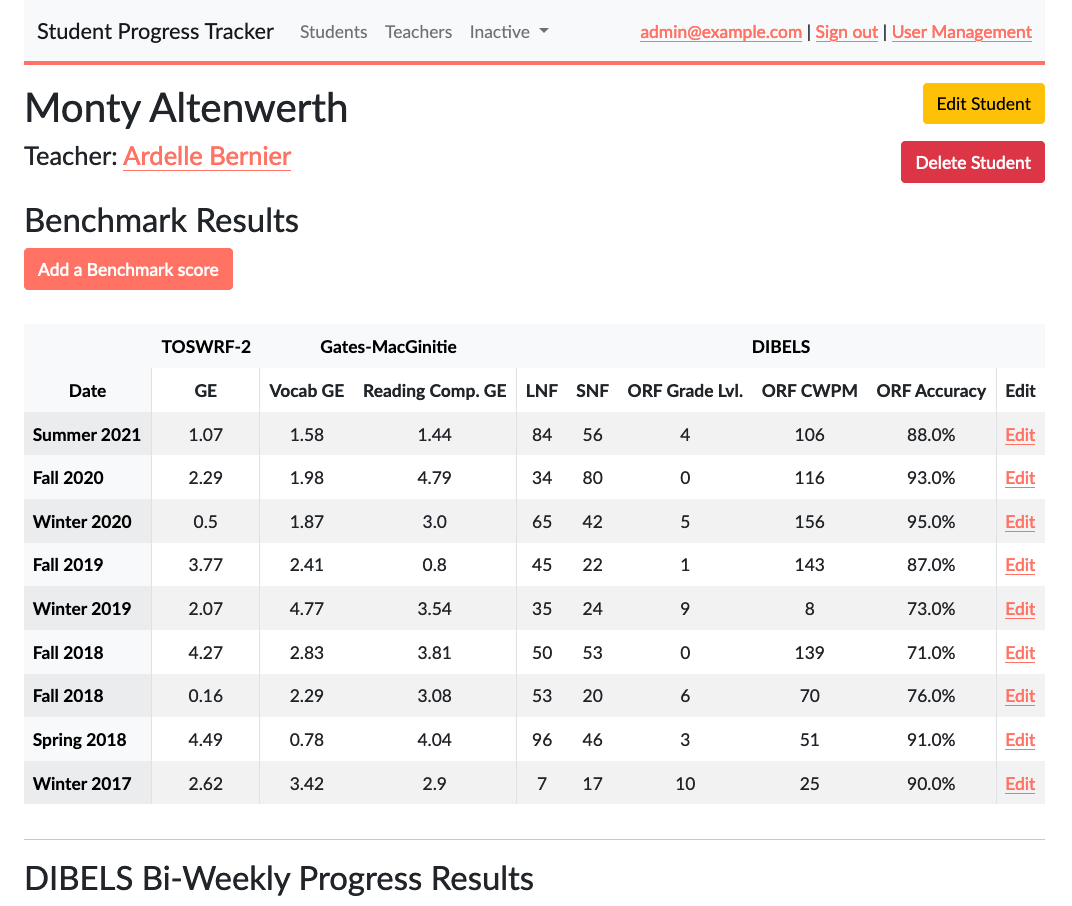 Student Progress Tracker Students Teachers Inactive admin@example.com | Sign out | User Management
Monty Altenwerth Edit Student
Teacher: Ardelle Bernier Delete Student
Benchmark Results
Add a Benchmark score
TOSWRF-2 Gates-MacGinitie DIBELS
Date GE Vocab GE Reading Comp. GE LNF SNF ORF Grade Lvl. ORF CWPM ORF Accuracy Edit
Summer 2021 1.07 1.58 1.44 84 56 4 106 88.0% Edit
Fall 2020 2.29 1.98 4.79 34 80 0 116 93.0% Edit
Winter 2020 0.5 1.87 3.0 65 42 5 156 95.0% Edit
Fall 2019 3.77 2.41 0.8 45 22 1 143 87.0% Edit
Winter 2019 2.07 4.77 3.54 35 24 9 8 73.0% Edit
Fall 2018 4.27 2.83 3.81 50 53 0 139 71.0% Edit
Fall 2018 0.16 2.29 3.08 53 20 6 70 76.0% Edit
Spring 2018 4.49 0.78 4.04 96 46 3 51 91.0% Edit
Winter 2017 2.62 3.42 2.9 7 17 10 25 90.0% Edit
DIBELS Bi-Weekly Progress Results